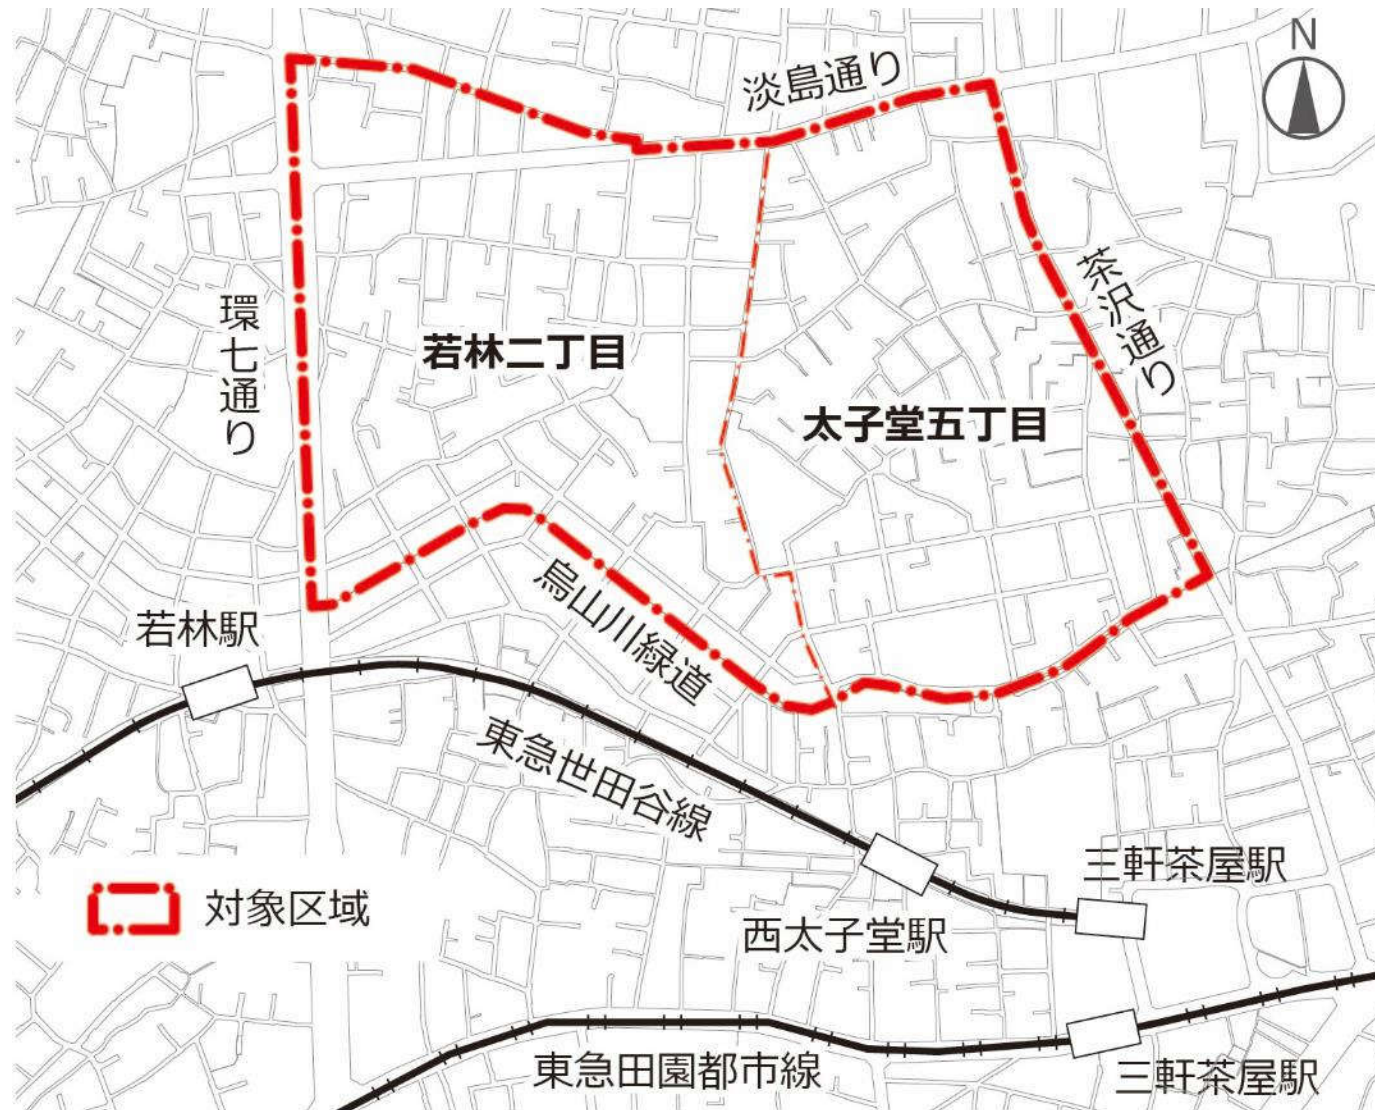 N
淡島通り
茶沢通り
環七通り
若林二丁目
太子堂五丁目
烏山川緑道
若林駅
東急世田谷線
三軒茶屋駅
対象区域
西太子堂駅
東急田園都市線
三軒茶屋駅